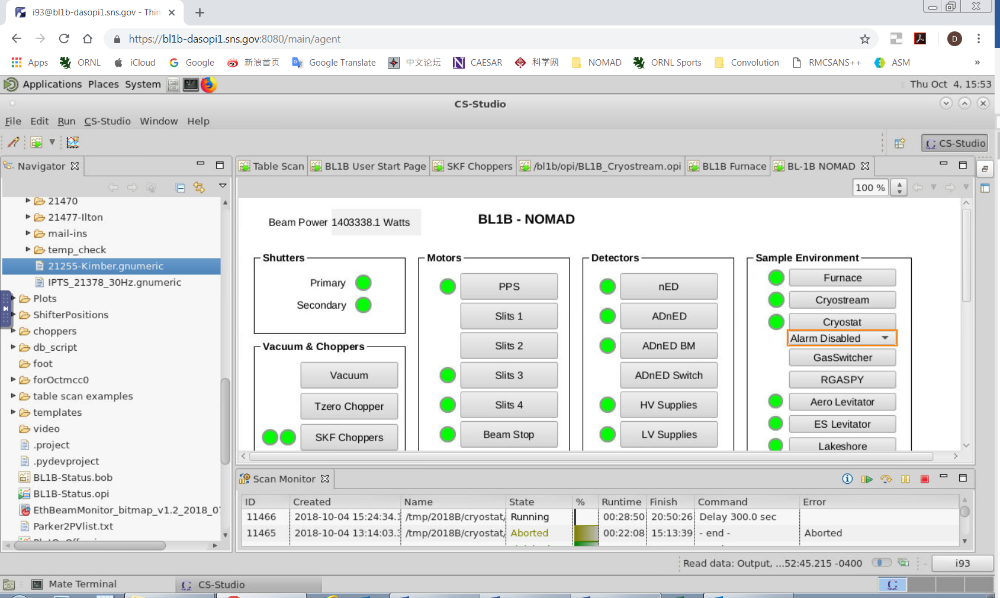 i93@bl1b-dasopi1.sns.gov - Thin
https://bl1b-dasopi1.sns.gov:8080/main/agent
D
Apps ORNL iCloud Google 新浪首页 Google Translate 中文论坛 CAESAR 科学网 NOMAD ORNL Sports Convolution RMCSANS++ ASM »
Applications Places System Thu Oct 4, 15:53
CS-Studio
File Edit Run CS-Studio Window Help
CS-Studio
Navigator
21470
21477-Ilton
mail-ins
temp_check
21255-Kimber.gnumeric
IPTS_21378_30Hz.gnumeric
Plots
ShifterPositions
choppers
db_script
foot
forOctmcc0
table scan examples
templates
video
.project
.pydevproject
BL1B-Status.bob
BL1B-Status.opi
EthBeamMonitor_bitmap_v1.2_2018_07
Parker2PVlist.txt
Table Scan BL1B User Start Page SKF Choppers /bl1b/opi/BL1B_Cryostream.opi BL1B Furnace BL-1B NOMAD
100 %
Beam Power 1403338.1 Watts
BL1B - NOMAD
Shutters
Primary
Secondary
Vacuum & Choppers
Vacuum
Tzero Chopper
SKF Choppers
Motors
PPS
Slits 1
Slits 2
Slits 3
Slits 4
Beam Stop
Detectors
nED
ADnED
ADnED BM
ADnED Switch
HV Supplies
LV Supplies
Sample Environment
Furnace
Cryostream
Cryostat
Alarm Disabled
GasSwitcher
RGASPY
Aero Levitator
ES Levitator
Lakeshore
Scan Monitor
ID Created Name State % Runtime Finish Command Error
11466 2018-10-04 15:24:34.1 /tmp/2018B/cryostat/ Running 00:28:50 20:50:26 Delay 300.0 sec
11465 2018-10-04 13:14:03.3 /tmp/2018B/cryostat/ Aborted 00:22:08 15:13:39 - end - Aborted
Read data: Output, ...52:45.215 -0400
i93
Mate Terminal CS-Studio